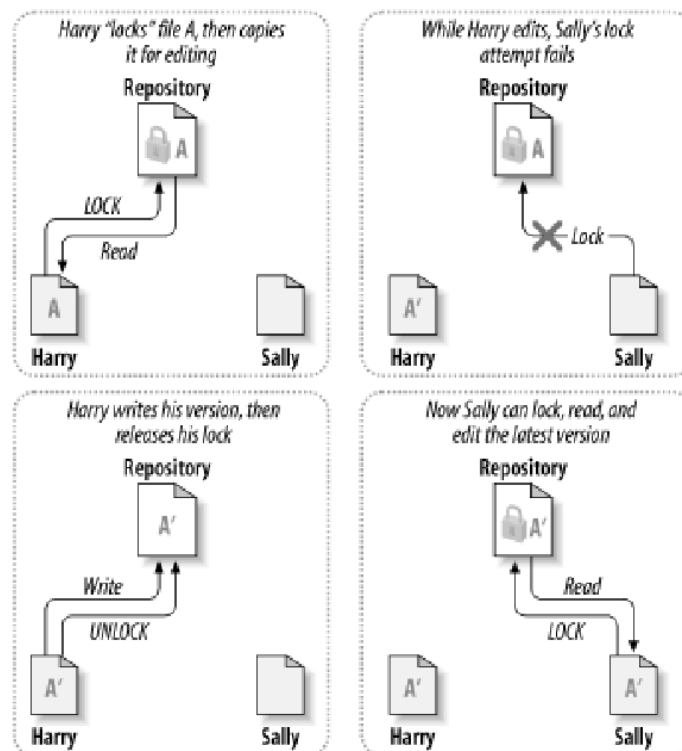 Harry "locks" file A, then copies
it for editing
Repository
A
LOCK
Read
A
Harry
Sally
While Harry edits, Sally's lock
attempt fails
Repository
A
Lock
A'
Harry
Sally
Harry writes his version, then
releases his lock
Repository
A'
Write
UNLOCK
A'
Harry
Sally
Now Sally can lock, read, and
edit the latest version
Repository
A'
Read
LOCK
A'
A'
Harry
Sally